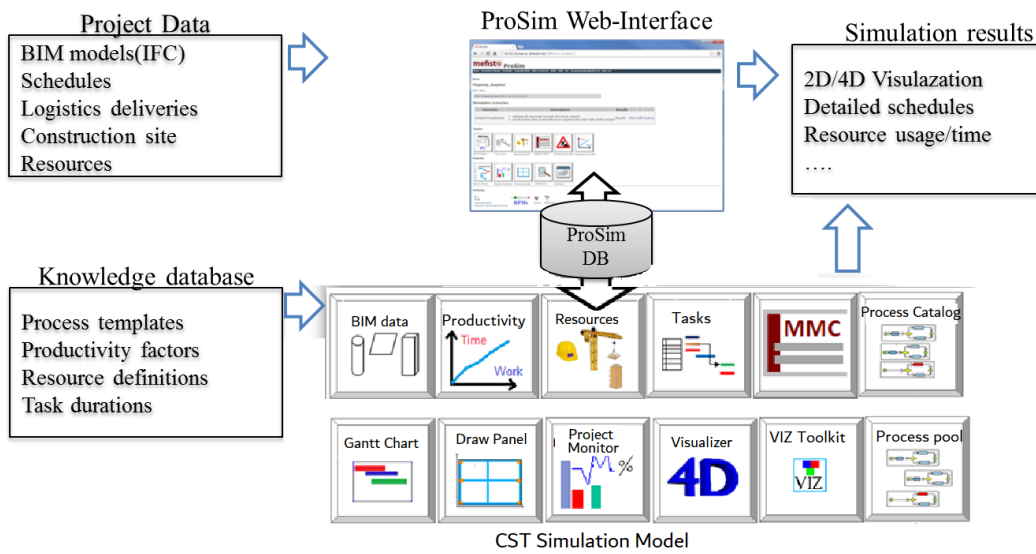 Project Data
BIM models(IFC)
Schedules
Logistics deliveries
Construction site
Resources
ProSim Web-Interface
mefisto ProSim
Simulation results
2D/4D Visulazation
Detailed schedules
Resource usage/time
....
ProSim
DB
Knowledge database
Process templates
Productivity factors
Resource definitions
Task durations
BIM data
Productivity
Time
Work
Resources
Tasks
MMC
Process Catalog
Gantt Chart
Draw Panel
Project
Monitor
%
Visualizer
4D
VIZ Toolkit
VIZ
Process pool
CST Simulation Model